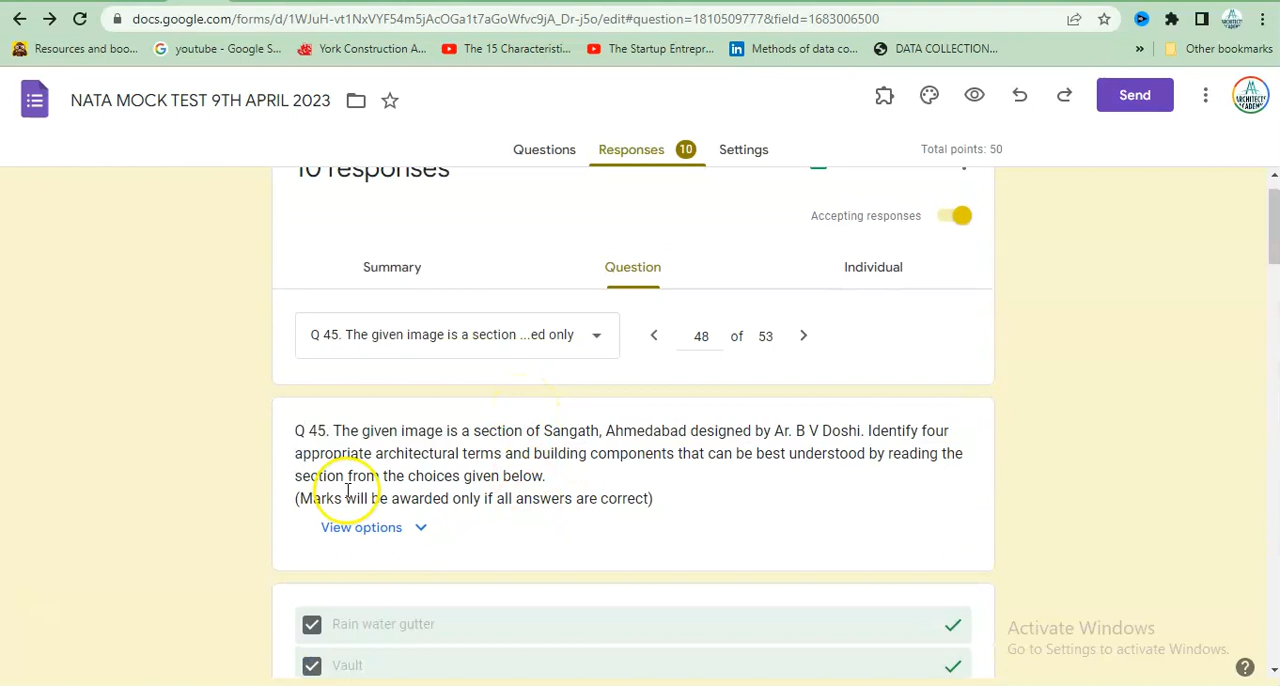 docs.google.com/forms/d/1WJuH-vt1NxVYF54m5jAcOGa1t7aGoWfvc9jA_Dr-j5o/edit#question=1810509777&field=1683006500
Resources and boo... youtube - Google S... York Construction A... The 15 Characteristi... The Startup Entrepr... Methods of data co... DATA COLLECTION... » Other bookmarks
NATA MOCK TEST 9TH APRIL 2023 Send
Questions Responses 10 Settings Total points: 50
10 responses
Accepting responses
Summary Question Individual
Q 45. The given image is a section ...ed only 48 of 53
Q 45. The given image is a section of Sangath, Ahmedabad designed by Ar. B V Doshi. Identify four
appropriate architectural terms and building components that can be best understood by reading the
section from the choices given below.
(Marks will be awarded only if all answers are correct)
View options
Rain water gutter
Vault
Activate Windows
Go to Settings to activate Windows.